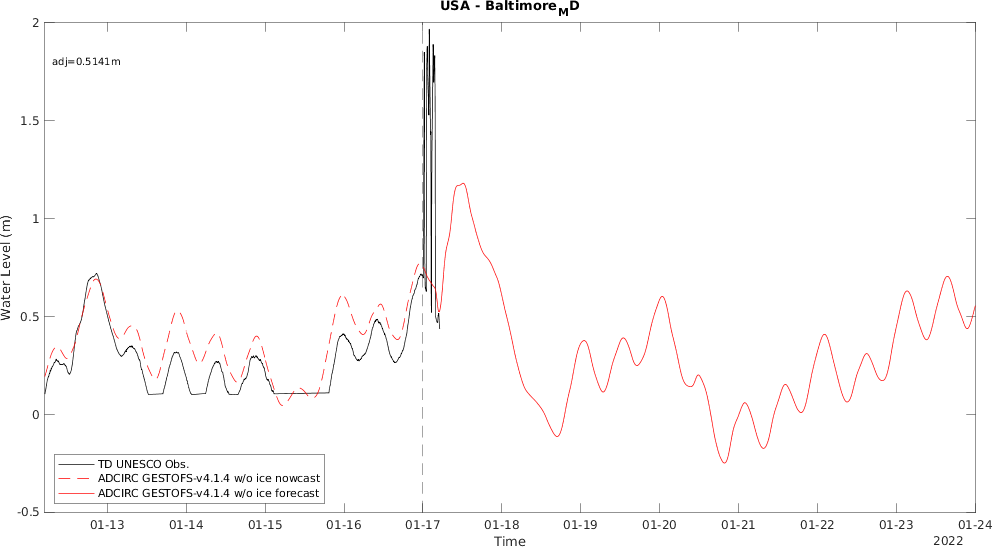 USA - Baltimore_MD
adj=0.5141m
2
1.5
1
0.5
0
-0.5
Water Level (m)
TD UNESCO Obs.
ADCIRC GESTOFS-v4.1.4 w/o ice nowcast
ADCIRC GESTOFS-v4.1.4 w/o ice forecast
01-13 01-14 01-15 01-16 01-17 01-18 01-19 01-20 01-21 01-22 01-23 01-24
Time
2022